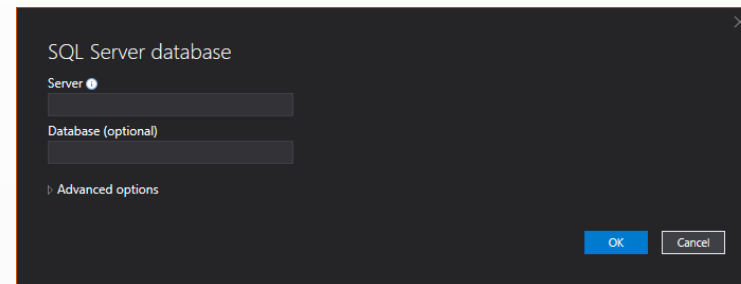 SQL Server database
Server
Database (optional)
Advanced options
OK
Cancel